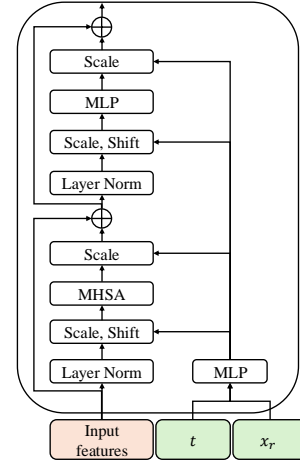 Scale
MLP
Scale, Shift
Layer Norm
Scale
MHSA
Scale, Shift
Layer Norm
MLP
Input
features
t
x_r